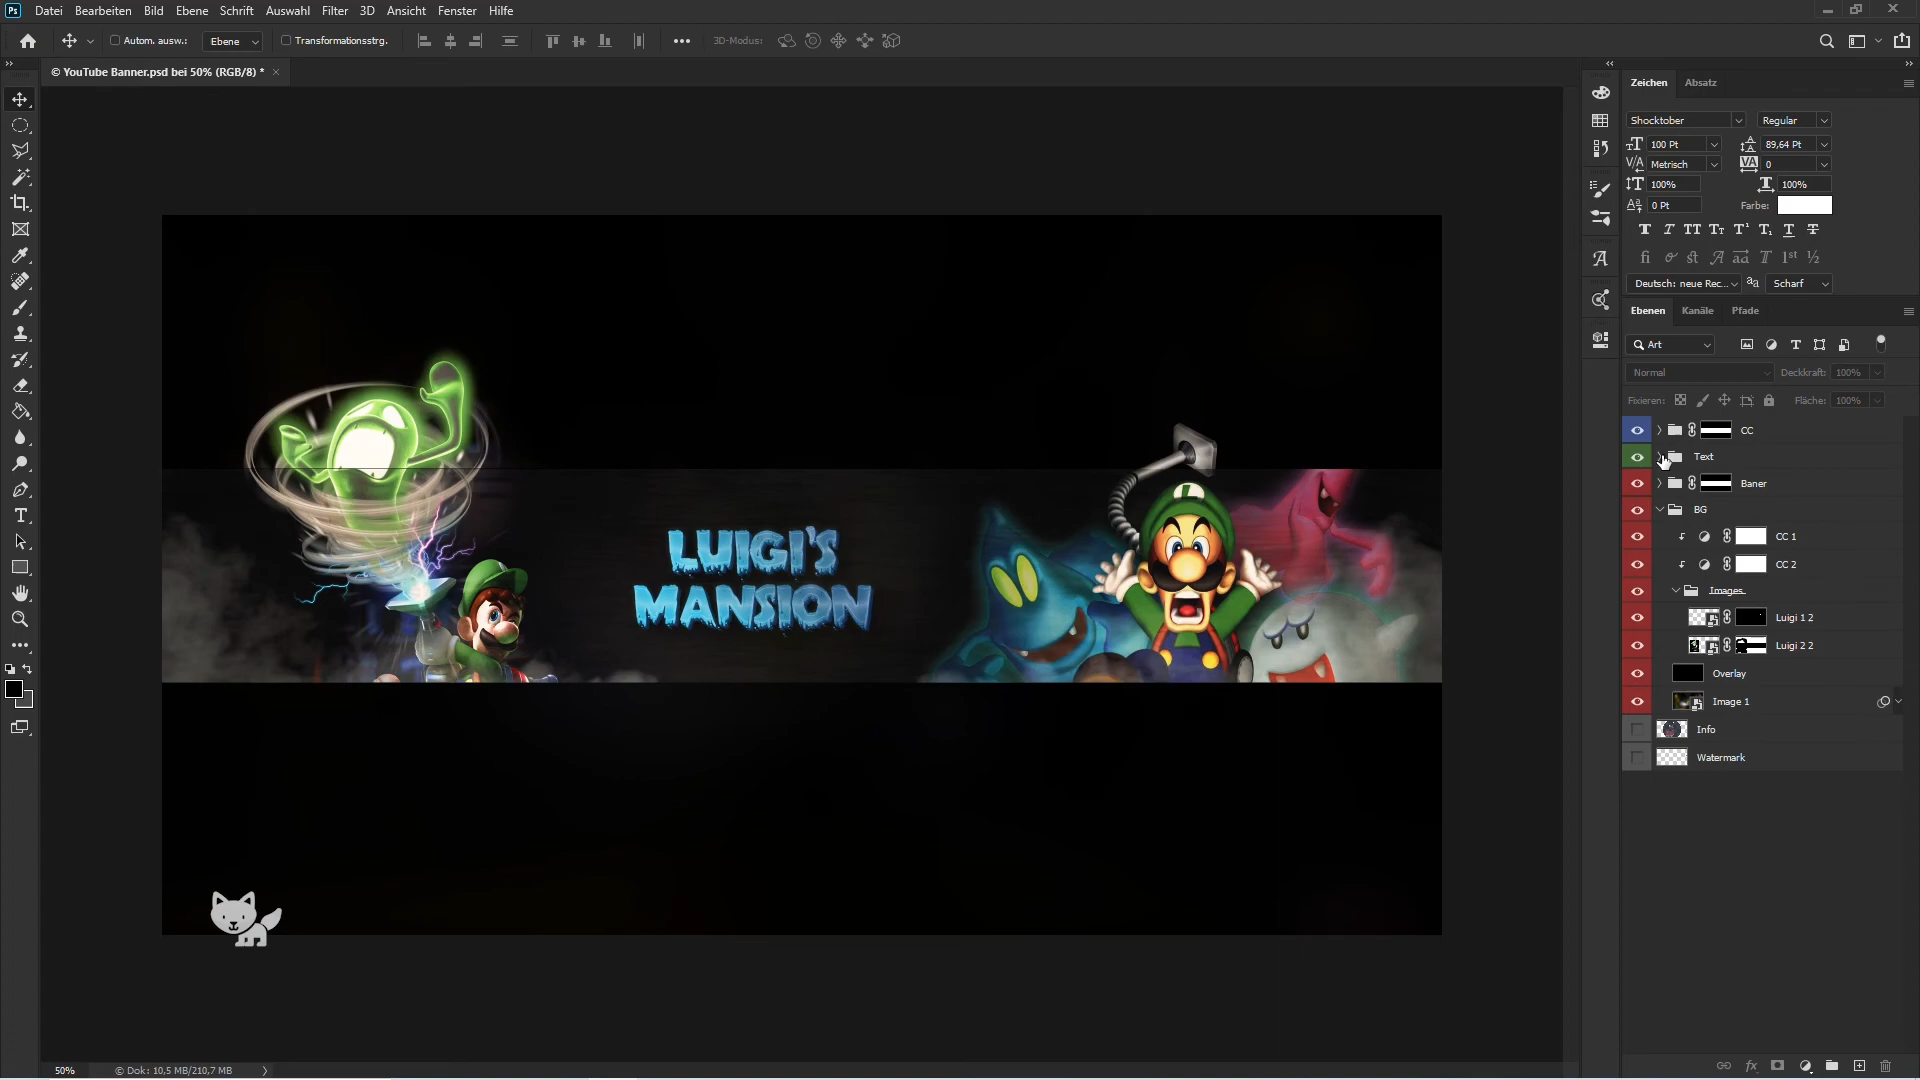 Ps Datei Bearbeiten Bild Ebene Schrift Auswahl Filter 3D Ansicht Fenster Hilfe
Autom. ausw.: Ebene Transformationsstrg. 3D-Modus:
© YouTube Banner.psd bei 50% (RGB/8) *
Zeichen Absatz
Shocktober Regular
100 Pt 89,64 Pt
Metrisch 0
100% 100%
0 Pt Farbe:
Deutsch: neue Rec... Scharf
Ebenen Kanäle Pfade
Art
Normal Deckkraft: 100%
Fixieren: Fläche: 100%
CC
Text
Baner
BG
CC 1
CC 2
Images
Luigi 1 2
Luigi 2 2
Overlay
Image 1
Info
Watermark
LUIGI'S
MANSION
L
50% © Dok: 10,5 MB/210,7 MB